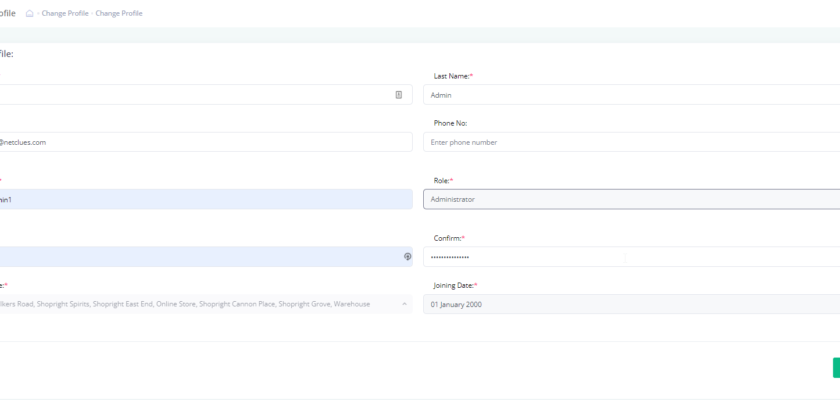 ofile Change Profile - Change Profile
file:
Last Name:*
Admin
Phone No:
@netclues.com
Enter phone number
* Role:*
min1 Administrator
Confirm:*
e:* Joining Date:*
lkers Road, Shopright Spirits, Shopright East End, Online Store, Shopright Cannon Place, Shopright Grove, Warehouse
01 January 2000